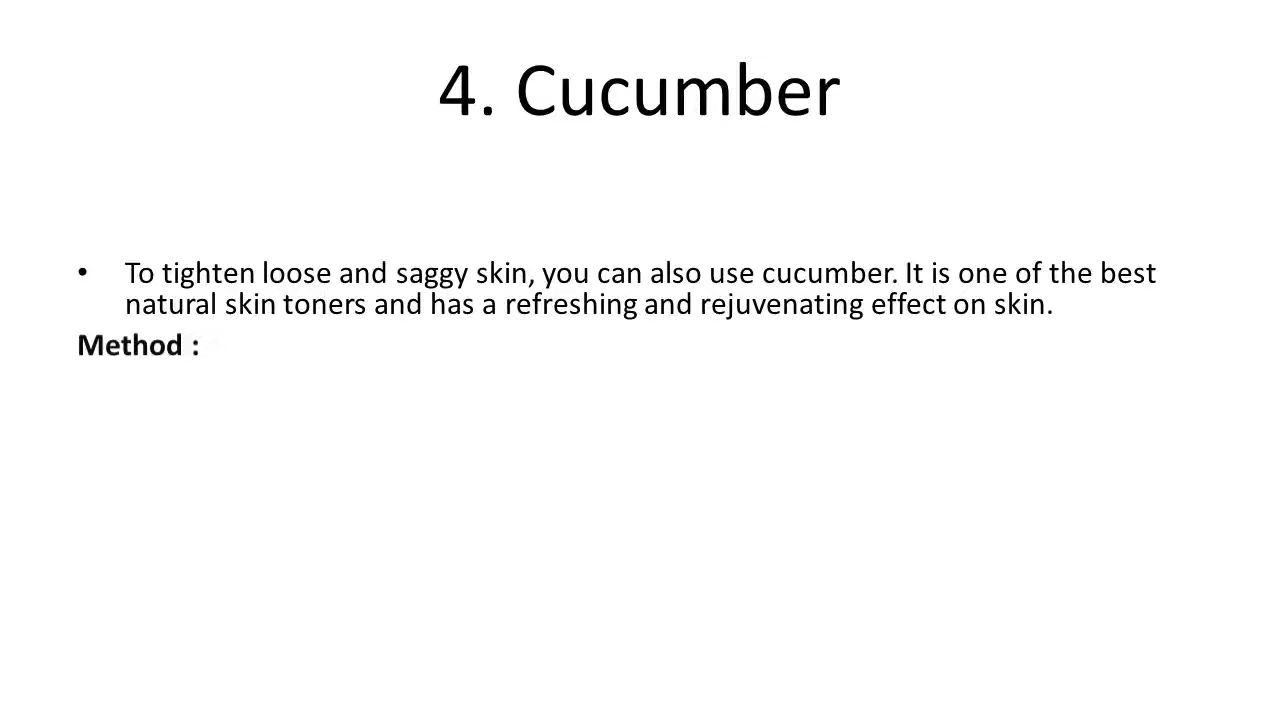 4. Cucumber
• To tighten loose and saggy skin, you can also use cucumber. It is one of the best
natural skin toners and has a refreshing and rejuvenating effect on skin.
Method :